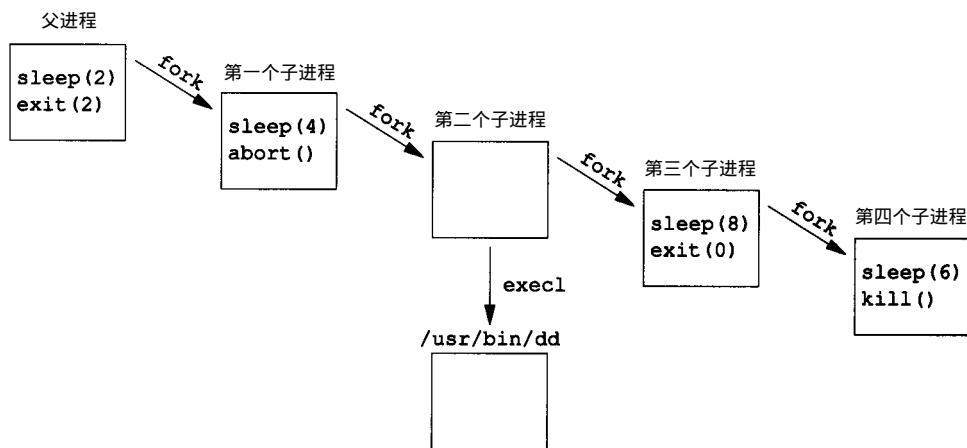 父进程
sleep(2)
exit(2)
fork
第一个子进程
sleep(4)
abort()
fork
第二个子进程
fork
第三个子进程
sleep(8)
exit(0)
fork
第四个子进程
sleep(6)
kill()
execl
/usr/bin/dd